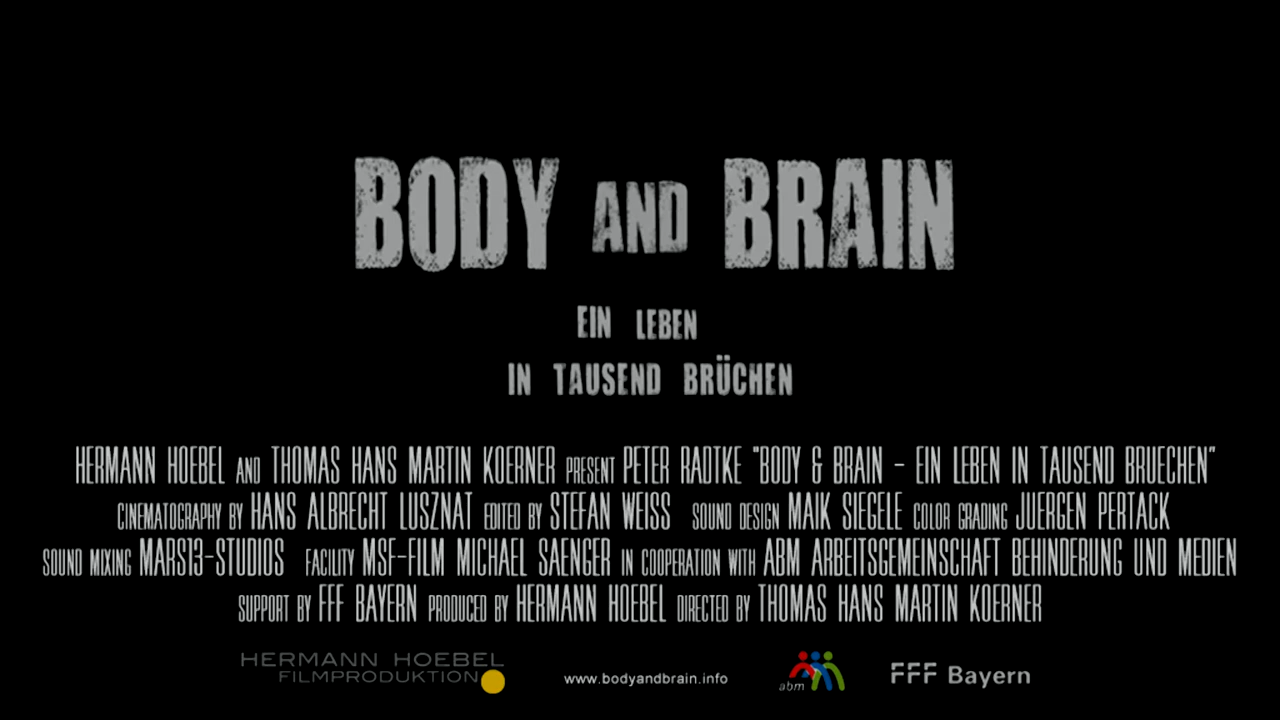 BODY AND BRAIN
EIN LEBEN
IN TAUSEND BRÜCHEN
HERMANN HOEBEL AND THOMAS HANS MARTIN KOERNER PRESENT PETER RADTKE "BODY & BRAIN - EIN LEBEN IN TAUSEND BRUECHEN"
CINEMATOGRAPHY BY HANS ALBRECHT LUSZNAT EDITED BY STEFAN WEISS SOUND DESIGN MAIK SIEGELE COLOR GRADING JUERGEN PERTACK
SOUND MIXING MARS13-STUDIOS FACILITY MSF-FILM MICHAEL SAENGER IN COOPERATION WITH ABM ARBEITSGEMEINSCHAFT BEHINDERUNG UND MEDIEN
SUPPORT BY FFF BAYERN PRODUCED BY HERMANN HOEBEL DIRECTED BY THOMAS HANS MARTIN KOERNER
HERMANN HOEBEL
FILMPRODUKTION
www.bodyandbrain.info
abm
FFF Bayern